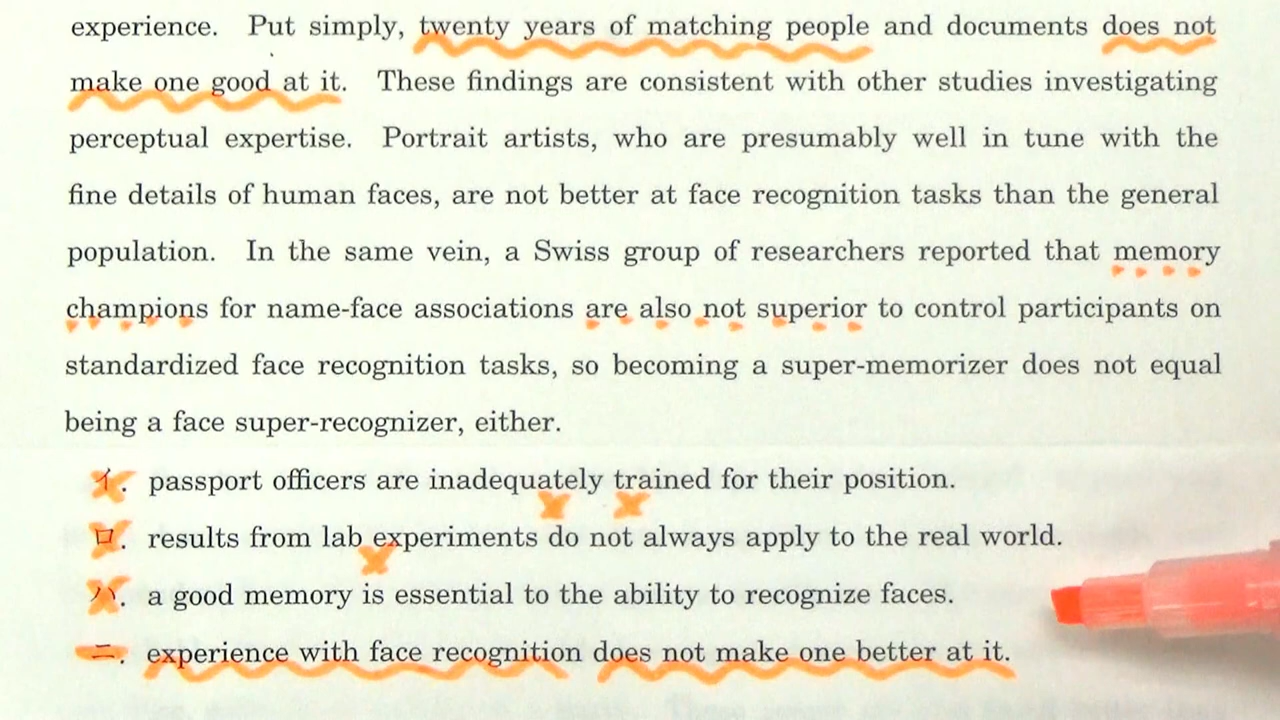 experience. Put simply, twenty years of matching people and documents does not
make one good at it. These findings are consistent with other studies investigating
perceptual expertise. Portrait artists, who are presumably well in tune with the
fine details of human faces, are not better at face recognition tasks than the general
population. In the same vein, a Swiss group of researchers reported that memory
champions for name-face associations are also not superior to control participants on
standardized face recognition tasks, so becoming a super-memorizer does not equal
being a face super-recognizer, either.
イ. passport officers are inadequately trained for their position.
ロ. results from lab experiments do not always apply to the real world.
ハ. a good memory is essential to the ability to recognize faces.
ニ. experience with face recognition does not make one better at it.